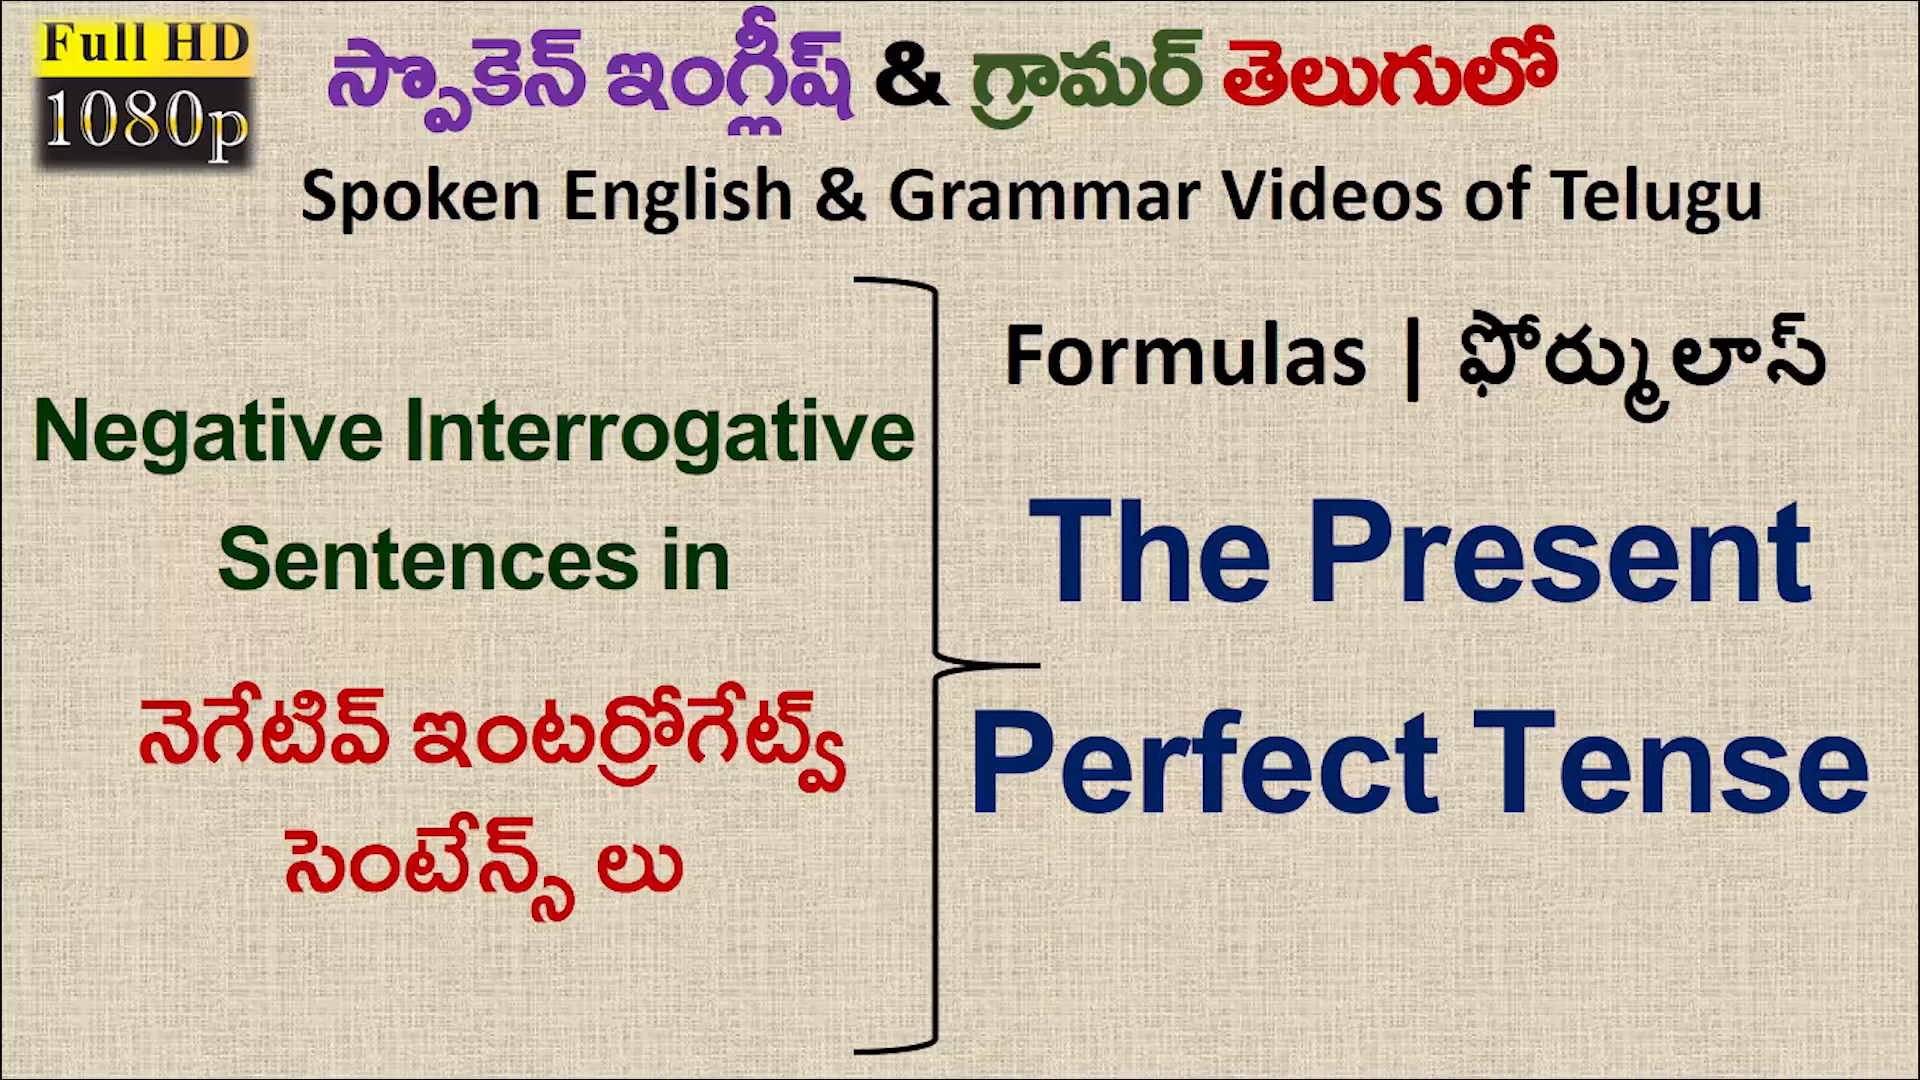 Full HD
1080p
స్పొకెన్ ఇంగ్లీష్ & గ్రామర్ తెలుగులో
Spoken English & Grammar Videos of Telugu
Negative Interrogative
Sentences in
నెగేటివ్ ఇంటర్రోగేట్వ్
సెంటేన్స్ లు
Formulas | ఫోర్ములాస్
The Present
Perfect Tense